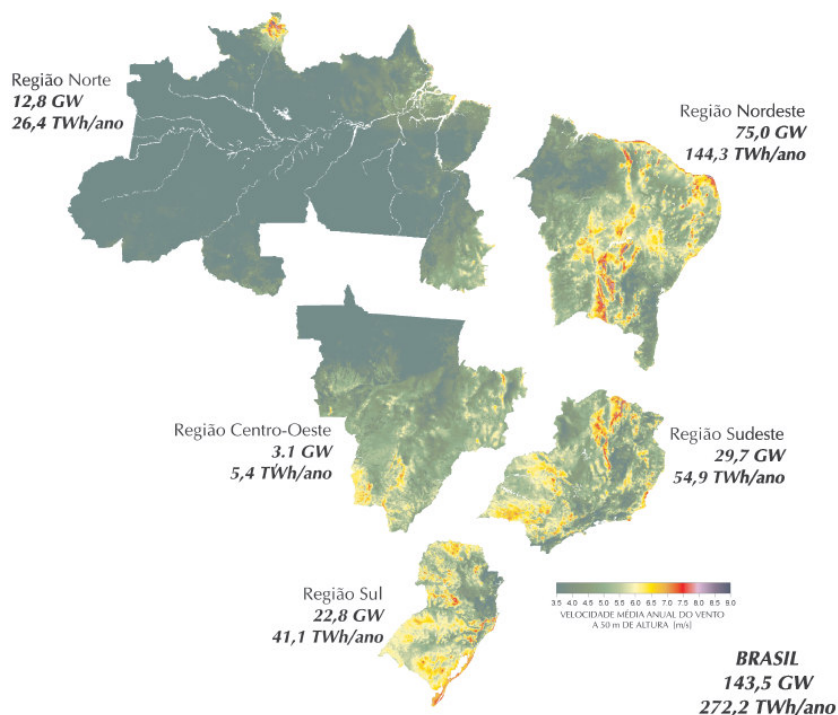 Região Norte
12,8 GW
26,4 TWh/ano
Região Nordeste
75,0 GW
144,3 TWh/ano
Região Centro-Oeste
3.1 GW
5,4 TWh/ano
Região Sudeste
29,7 GW
54,9 TWh/ano
Região Sul
22,8 GW
41,1 TWh/ano
3.5 4.0 4.5 5.0 5.5 6.0 6.5 7.0 7.5 8.0 8.5 9.0
VELOCIDADE MÉDIA ANUAL DO VENTO
A 50 m DE ALTURA [m/s]
BRASIL
143,5 GW
272,2 TWh/ano